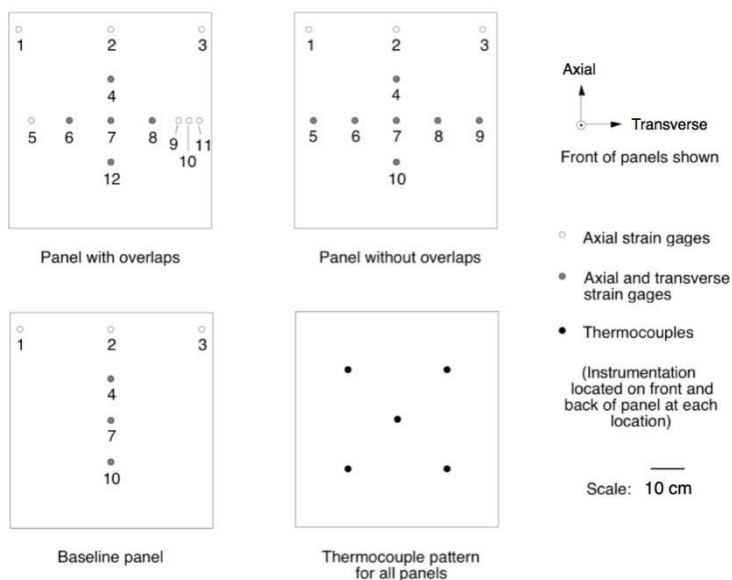 1 2 3
4
5 6 7 8 9 10 11
12
Panel with overlaps
1 2 3
4
5 6 7 8 9
10
Panel without overlaps
Axial
Transverse
Front of panels shown
Axial strain gages
Axial and transverse
strain gages
Thermocouples
(Instrumentation
located on front and
back of panel at each
location)
Scale: 10 cm
1 2 3
4
7
10
Baseline panel
Thermocouple pattern
for all panels